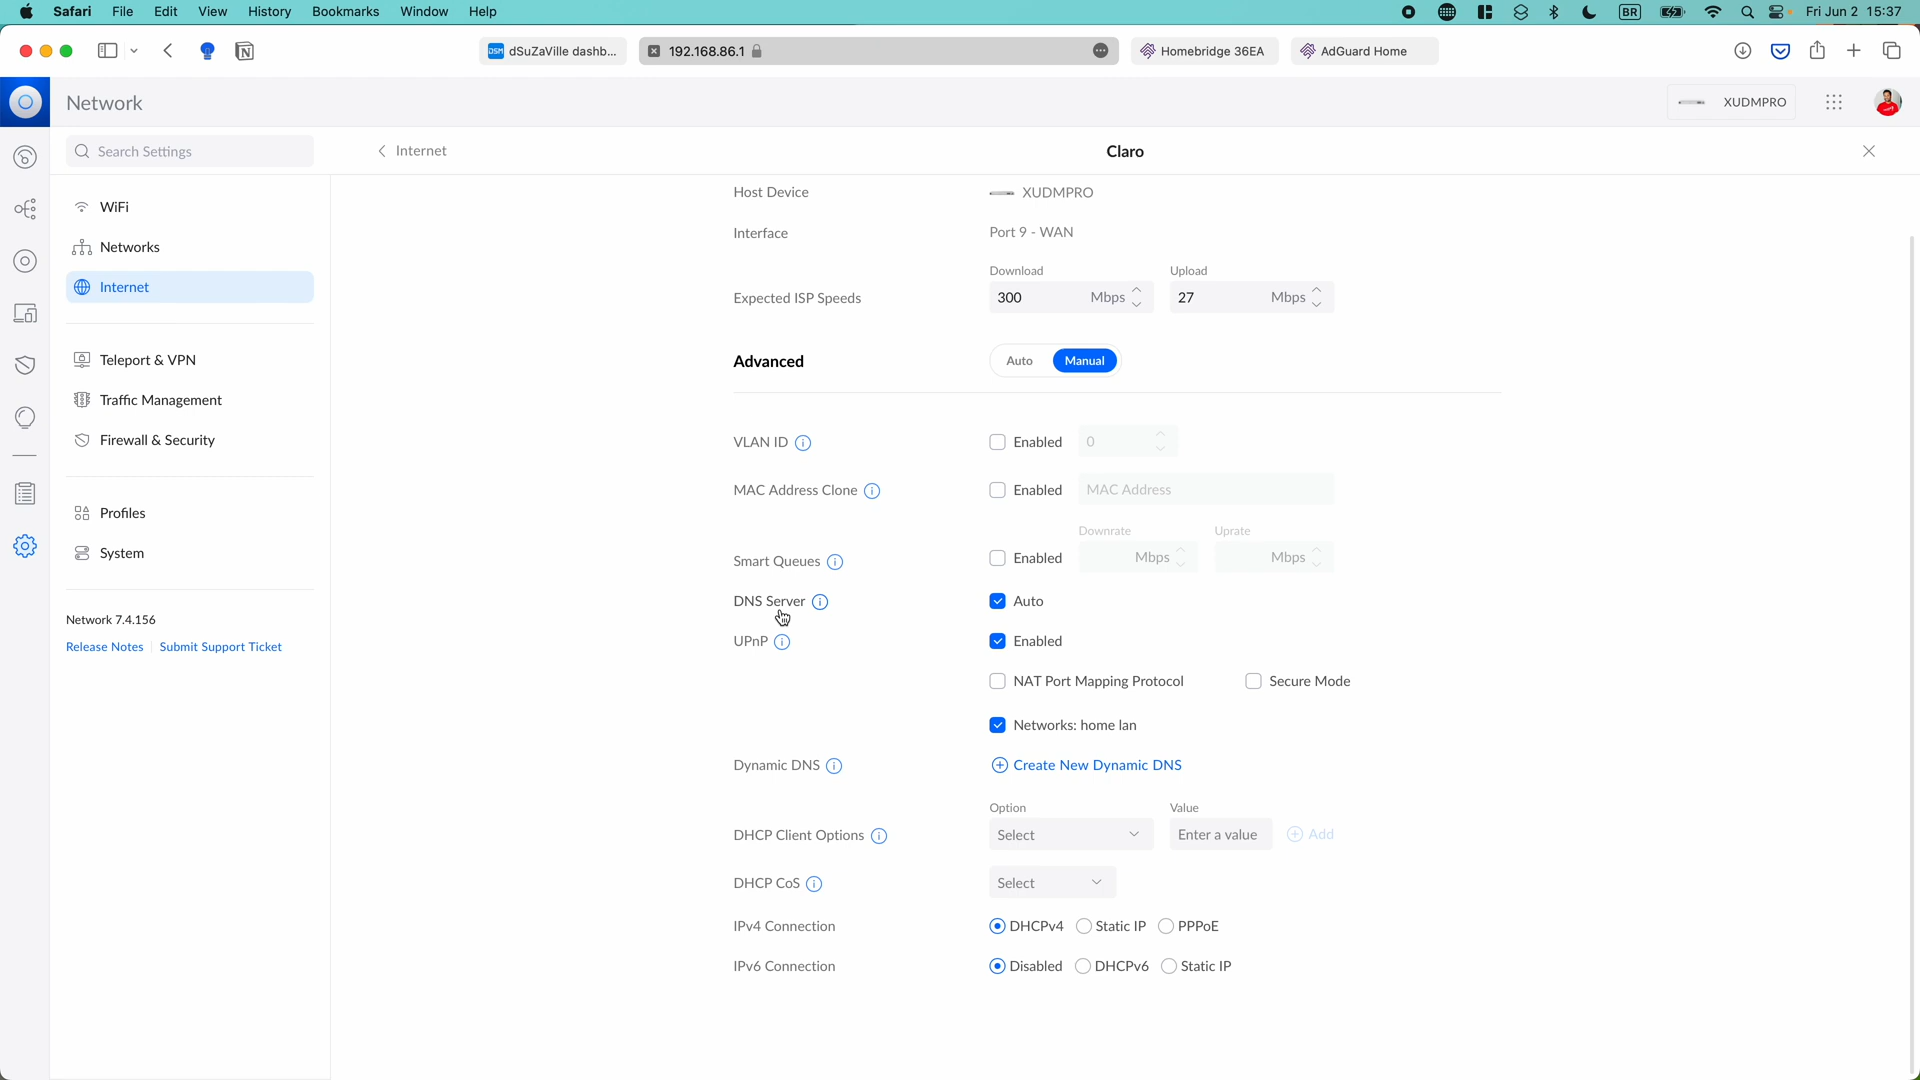 Safari File Edit View History Bookmarks Window Help BR Fri Jun 2 15:37
DSM dSuZaVille dashb... 192.168.86.1 Homebridge 36EA AdGuard Home
Network XUDMPRO
Search Settings Internet Claro
WiFi
Networks
Internet
Teleport & VPN
Traffic Management
Firewall & Security
Profiles
System
Network 7.4.156
Release Notes Submit Support Ticket
Host Device XUDMPRO
Interface Port 9 - WAN
Download Upload
Expected ISP Speeds 300 Mbps 27 Mbps
Advanced Auto Manual
VLAN ID Enabled 0
MAC Address Clone Enabled MAC Address
Downrate Uprate
Smart Queues Enabled Mbps Mbps
DNS Server Auto
UPnP Enabled
NAT Port Mapping Protocol Secure Mode
Networks: home lan
Dynamic DNS Create New Dynamic DNS
Option Value
DHCP Client Options Select Enter a value Add
DHCP CoS Select
IPv4 Connection DHCPv4 Static IP PPPoE
IPv6 Connection Disabled DHCPv6 Static IP